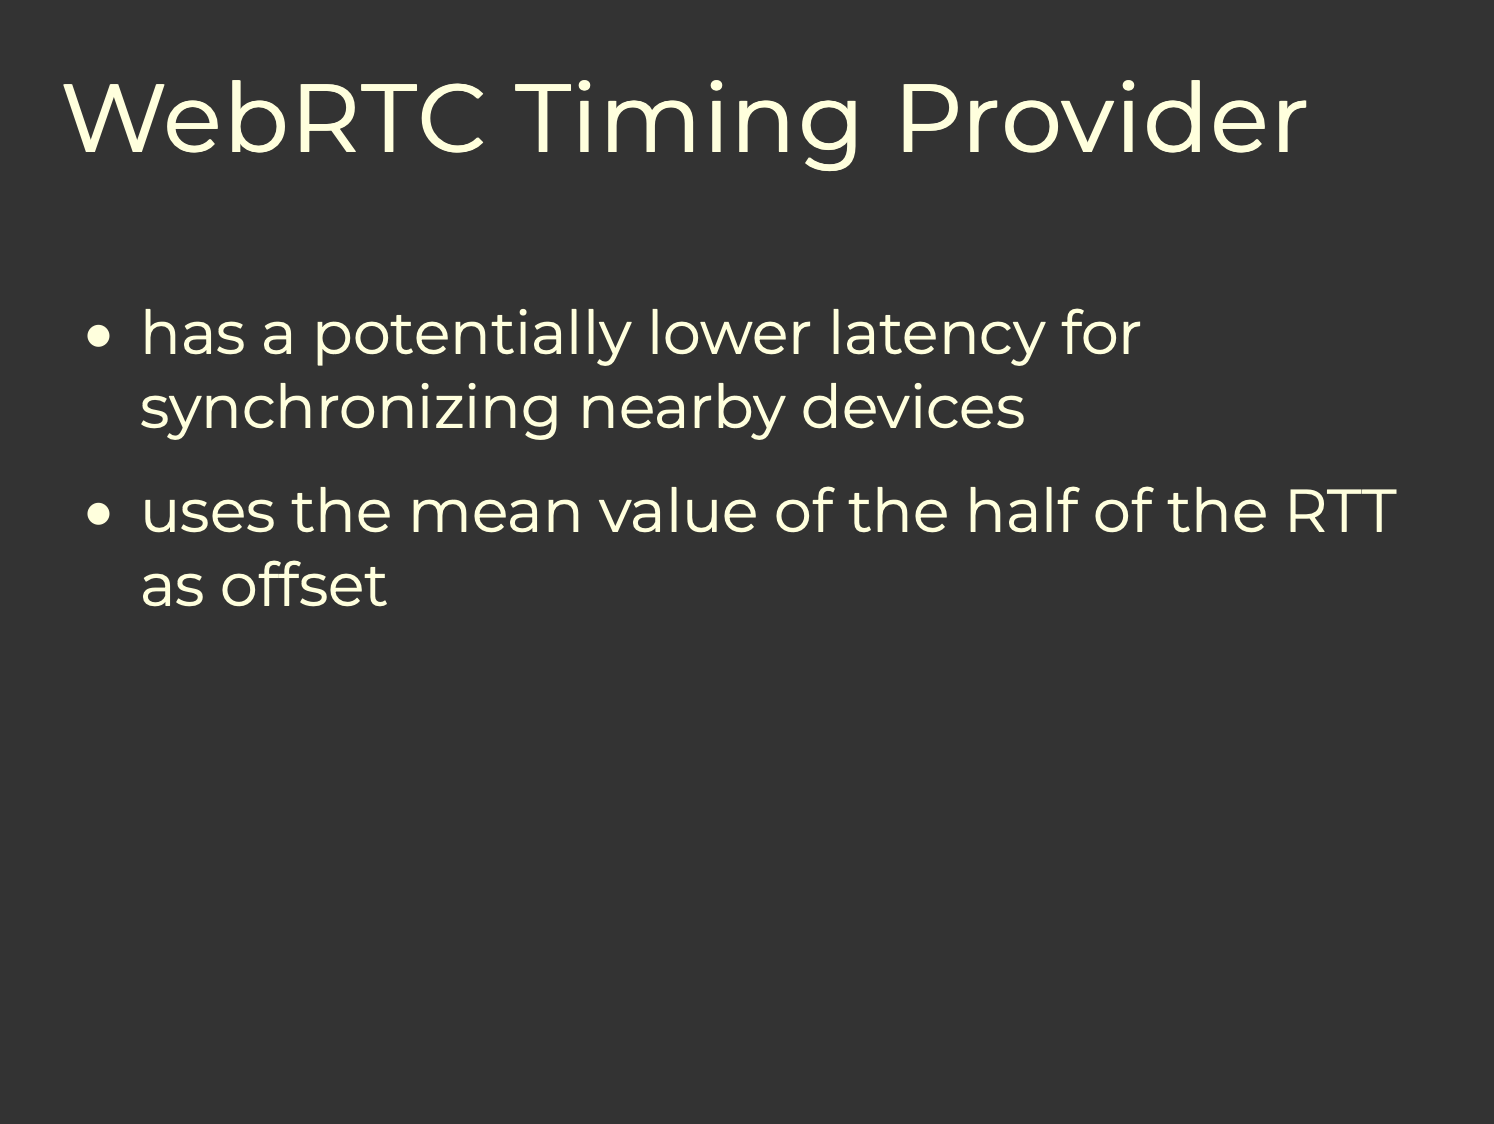 WebRTC Timing Provider
• has a potentially lower latency for
synchronizing nearby devices
• uses the mean value of the half of the RTT
as offset